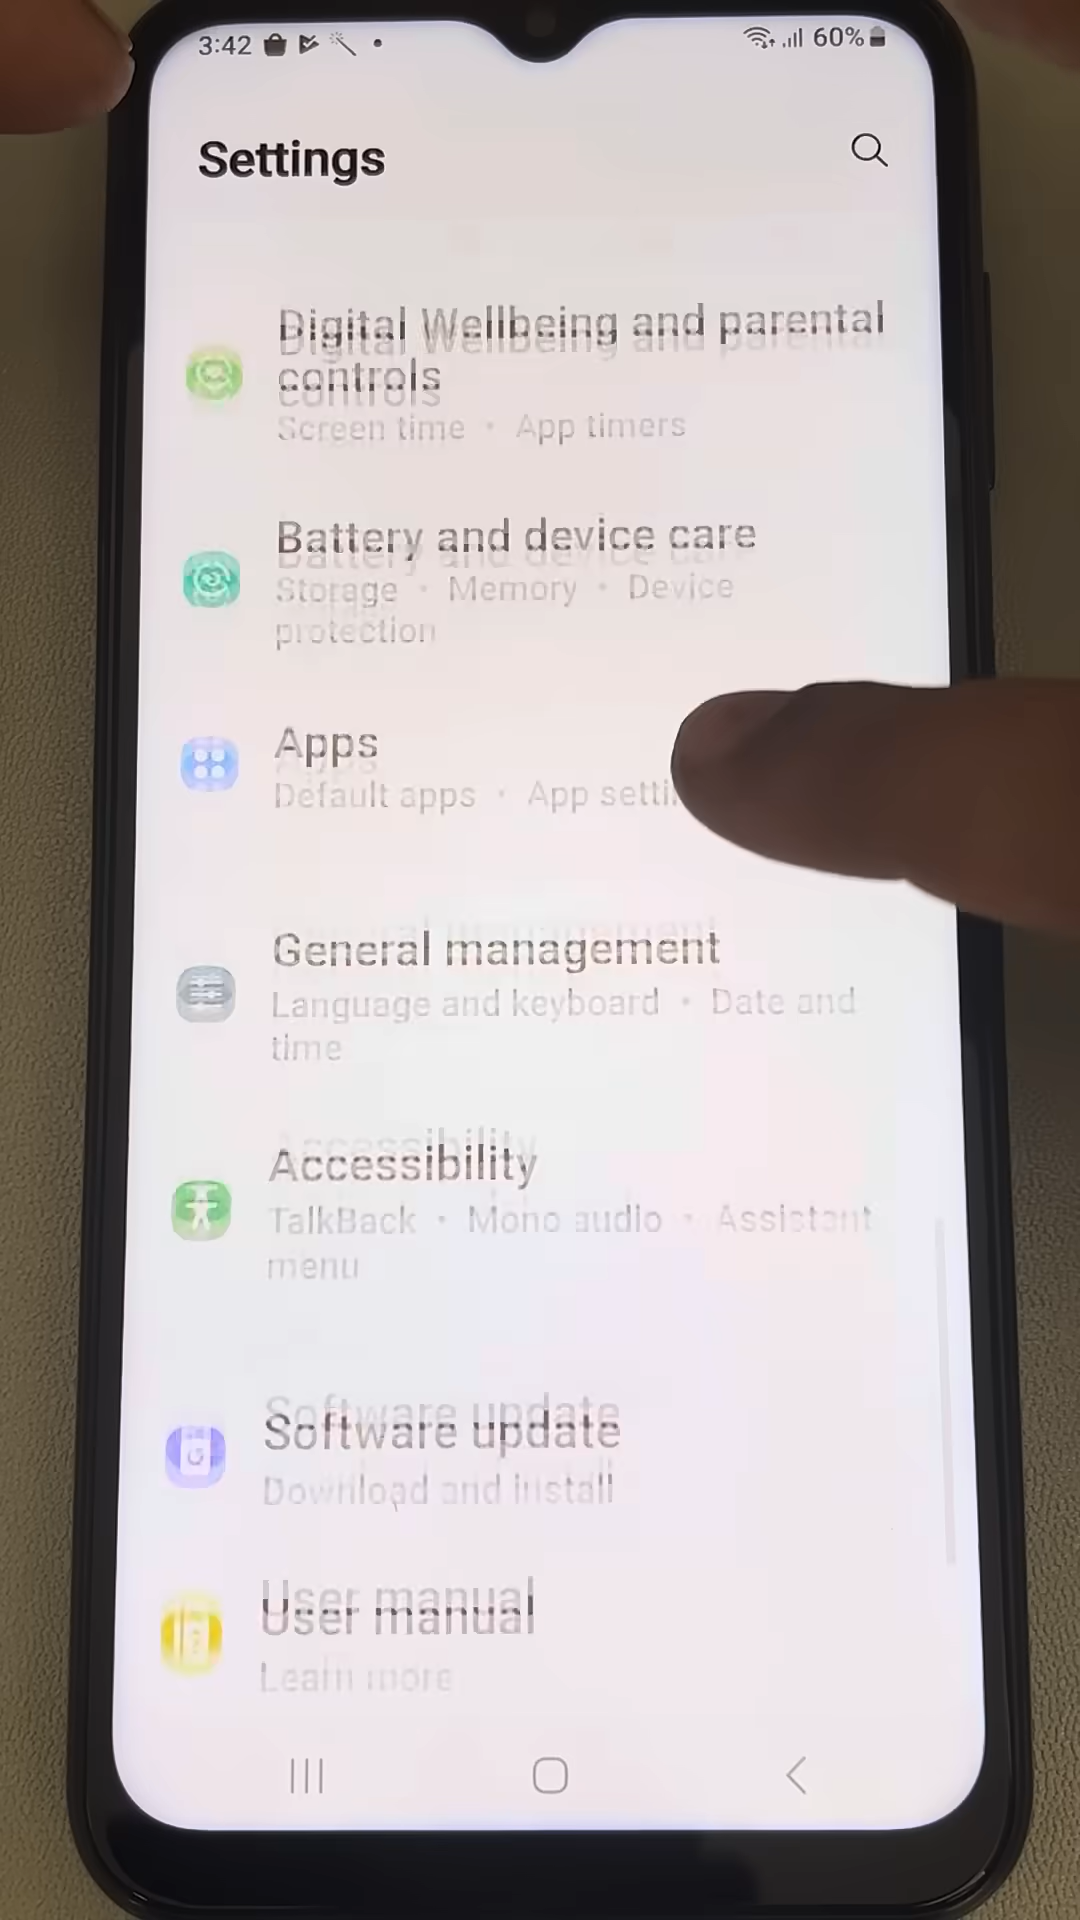 3:42
60%
Settings
Digital Wellbeing and parental
controls
Screen time • App timers
Battery and device care
Storage • Memory • Device
protection
Apps
Default apps • App
General management
Language and keyboard • Date and
time
Accessibility
TalkBack • Mono audio • Assistant
menu
Software update
Download and install
User manual
Learn more